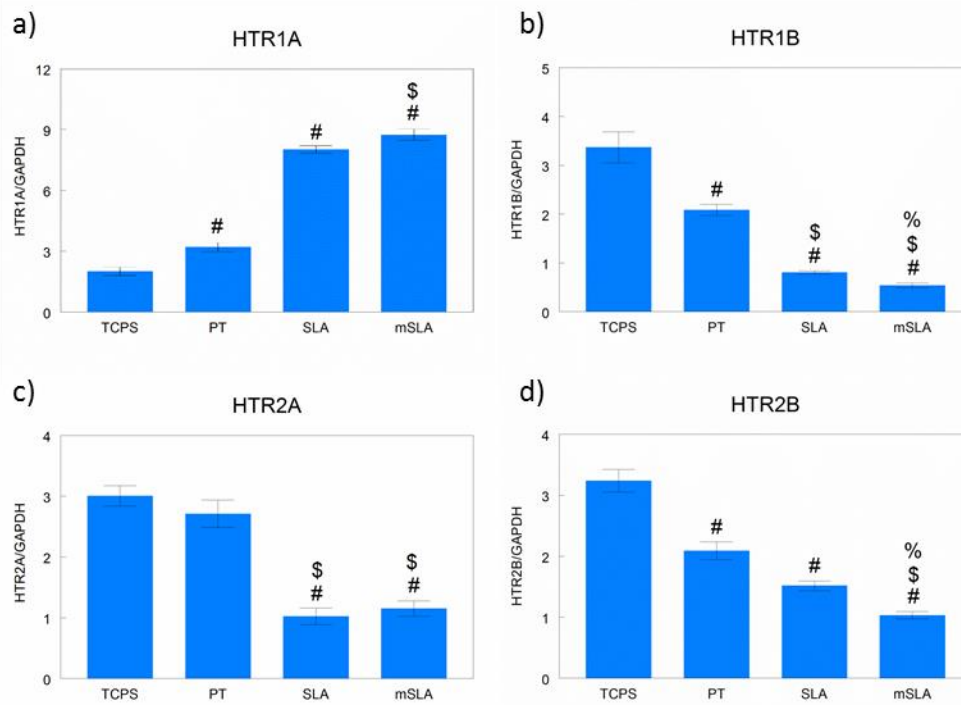 a)
HTR1A
HTR1A/GAPDH
12
9
6
3
0
#
#
$
#
TCPS PT SLA mSLA
b)
HTR1B
HTR1B/GAPDH
5
4
3
2
1
0
#
$
#
%
$
#
TCPS PT SLA mSLA
c)
HTR2A
HTR2A/GAPDH
4
3
2
1
0
$
#
$
#
TCPS PT SLA mSLA
d)
HTR2B
HTR2B/GAPDH
4
3
2
1
0
#
#
%
$
#
TCPS PT SLA mSLA